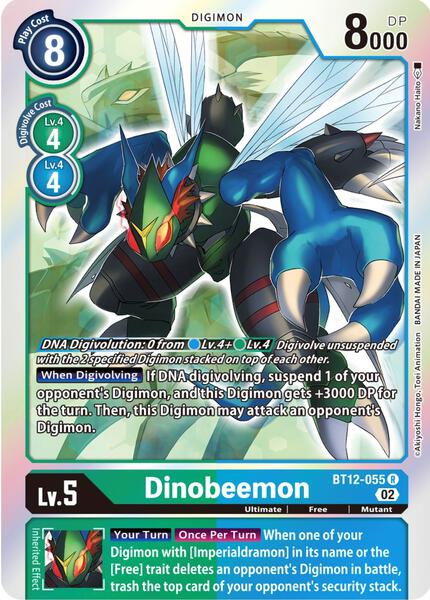 Play Cost
8
DIGIMON
DP
8000
Digivolve Cost
Lv.4
4
Lv.4
4
Nakano Haito
©Akiyoshi Hongo, Toei Animation BANDAI MADE IN JAPAN
DNA Digivolution: 0 from Lv.4+ Lv.4 Digivolve unsuspended
with the 2 specified Digimon stacked on top of each other.
When Digivolving If DNA digivolving, suspend 1 of your
opponent's Digimon, and this Digimon gets +3000 DP
for the turn. Then, this Digimon may attack an opponent's
Digimon.
Lv.5
Dinobeemon
BT12-055 R
02
Ultimate | Free | Mutant
Inherited Effect
Your Turn Once Per Turn When one of your
Digimon with [Imperialdramon] in its name or the
[Free] trait deletes an opponent's Digimon in battle,
trash the top card of your opponent's security stack.